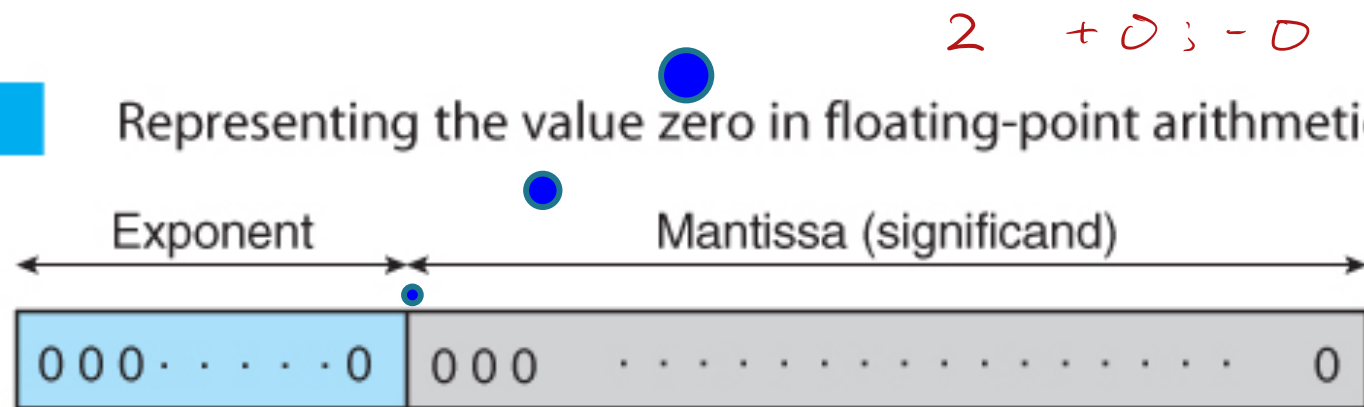 2 +0 ; -0
Representing the value zero in floating-point arithmeti
Exponent Mantissa (significand)
000·····0 000 ················ 0